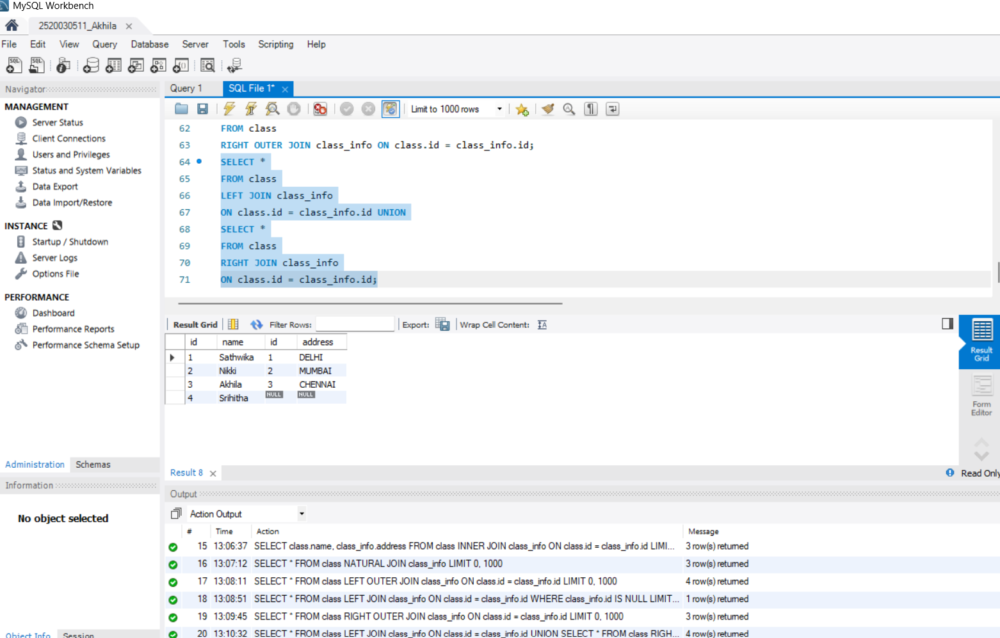 MySQL Workbench
2520030511_Akhila
File Edit View Query Database Server Tools Scripting Help
Navigator
MANAGEMENT
Server Status
Client Connections
Users and Privileges
Status and System Variables
Data Export
Data Import/Restore
INSTANCE
Startup / Shutdown
Server Logs
Options File
PERFORMANCE
Dashboard
Performance Reports
Performance Schema Setup
Administration Schemas
Information
No object selected
Object Info Session
Query 1 SQL File 1*
Limit to 1000 rows
62 FROM class
63 RIGHT OUTER JOIN class_info ON class.id = class_info.id;
64 SELECT *
65 FROM class
66 LEFT JOIN class_info
67 ON class.id = class_info.id UNION
68 SELECT *
69 FROM class
70 RIGHT JOIN class_info
71 ON class.id = class_info.id;
Result Grid Filter Rows: Export: Wrap Cell Content:
id name id address
1 Sathwika 1 DELHI
2 Nikki 2 MUMBAI
3 Akhila 3 CHENNAI
4 Srihitha NULL NULL
Result Grid
Form Editor
Result 8
Read Only
Output
Action Output
# Time Action Message
15 13:06:37 SELECT class.name, class_info.address FROM class INNER JOIN class_info ON class.id = class_info.id LIMI... 3 row(s) returned
16 13:07:12 SELECT * FROM class NATURAL JOIN class_info LIMIT 0, 1000 3 row(s) returned
17 13:08:11 SELECT * FROM class LEFT OUTER JOIN class_info ON class.id = class_info.id LIMIT 0, 1000 4 row(s) returned
18 13:08:51 SELECT * FROM class LEFT JOIN class_info ON class.id = class_info.id WHERE class_info.id IS NULL LIMIT... 1 row(s) returned
19 13:09:45 SELECT * FROM class RIGHT OUTER JOIN class_info ON class.id = class_info.id LIMIT 0, 1000 3 row(s) returned
20 13:10:32 SELECT * FROM class LEFT JOIN class_info ON class.id = class_info.id UNION SELECT * FROM class RIGH... 4 row(s) returned